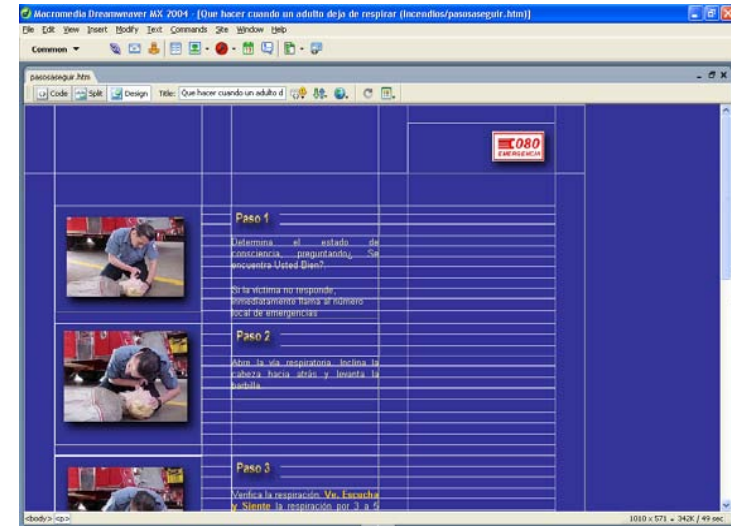 Macromedia Dreamweaver MX 2004 - [Que hacer cuando un adulto deja de respirar (Incendios/pasosaseguir.htm)]
File Edit View Insert Modify Text Commands Site Window Help
Common
pasosaseguir.htm
Code Split Design Title: Que hacer cuando un adulto d
080
EMERGENCIA
Paso 1
Determina el estado de
consciencia, preguntando¿ Se
encuentra Usted Bien?.
Si la víctima no responde,
inmediatamente llama al número
local de emergencias
Paso 2
Abre la vía respiratoria. Inclina la
cabeza hacia atrás y levanta la
barbilla.
Paso 3
Verifica la respiración. Ve, Escucha
y Siente la respiración por 3 a 5
<body> <p>
1010 x 571 342K / 49 sec